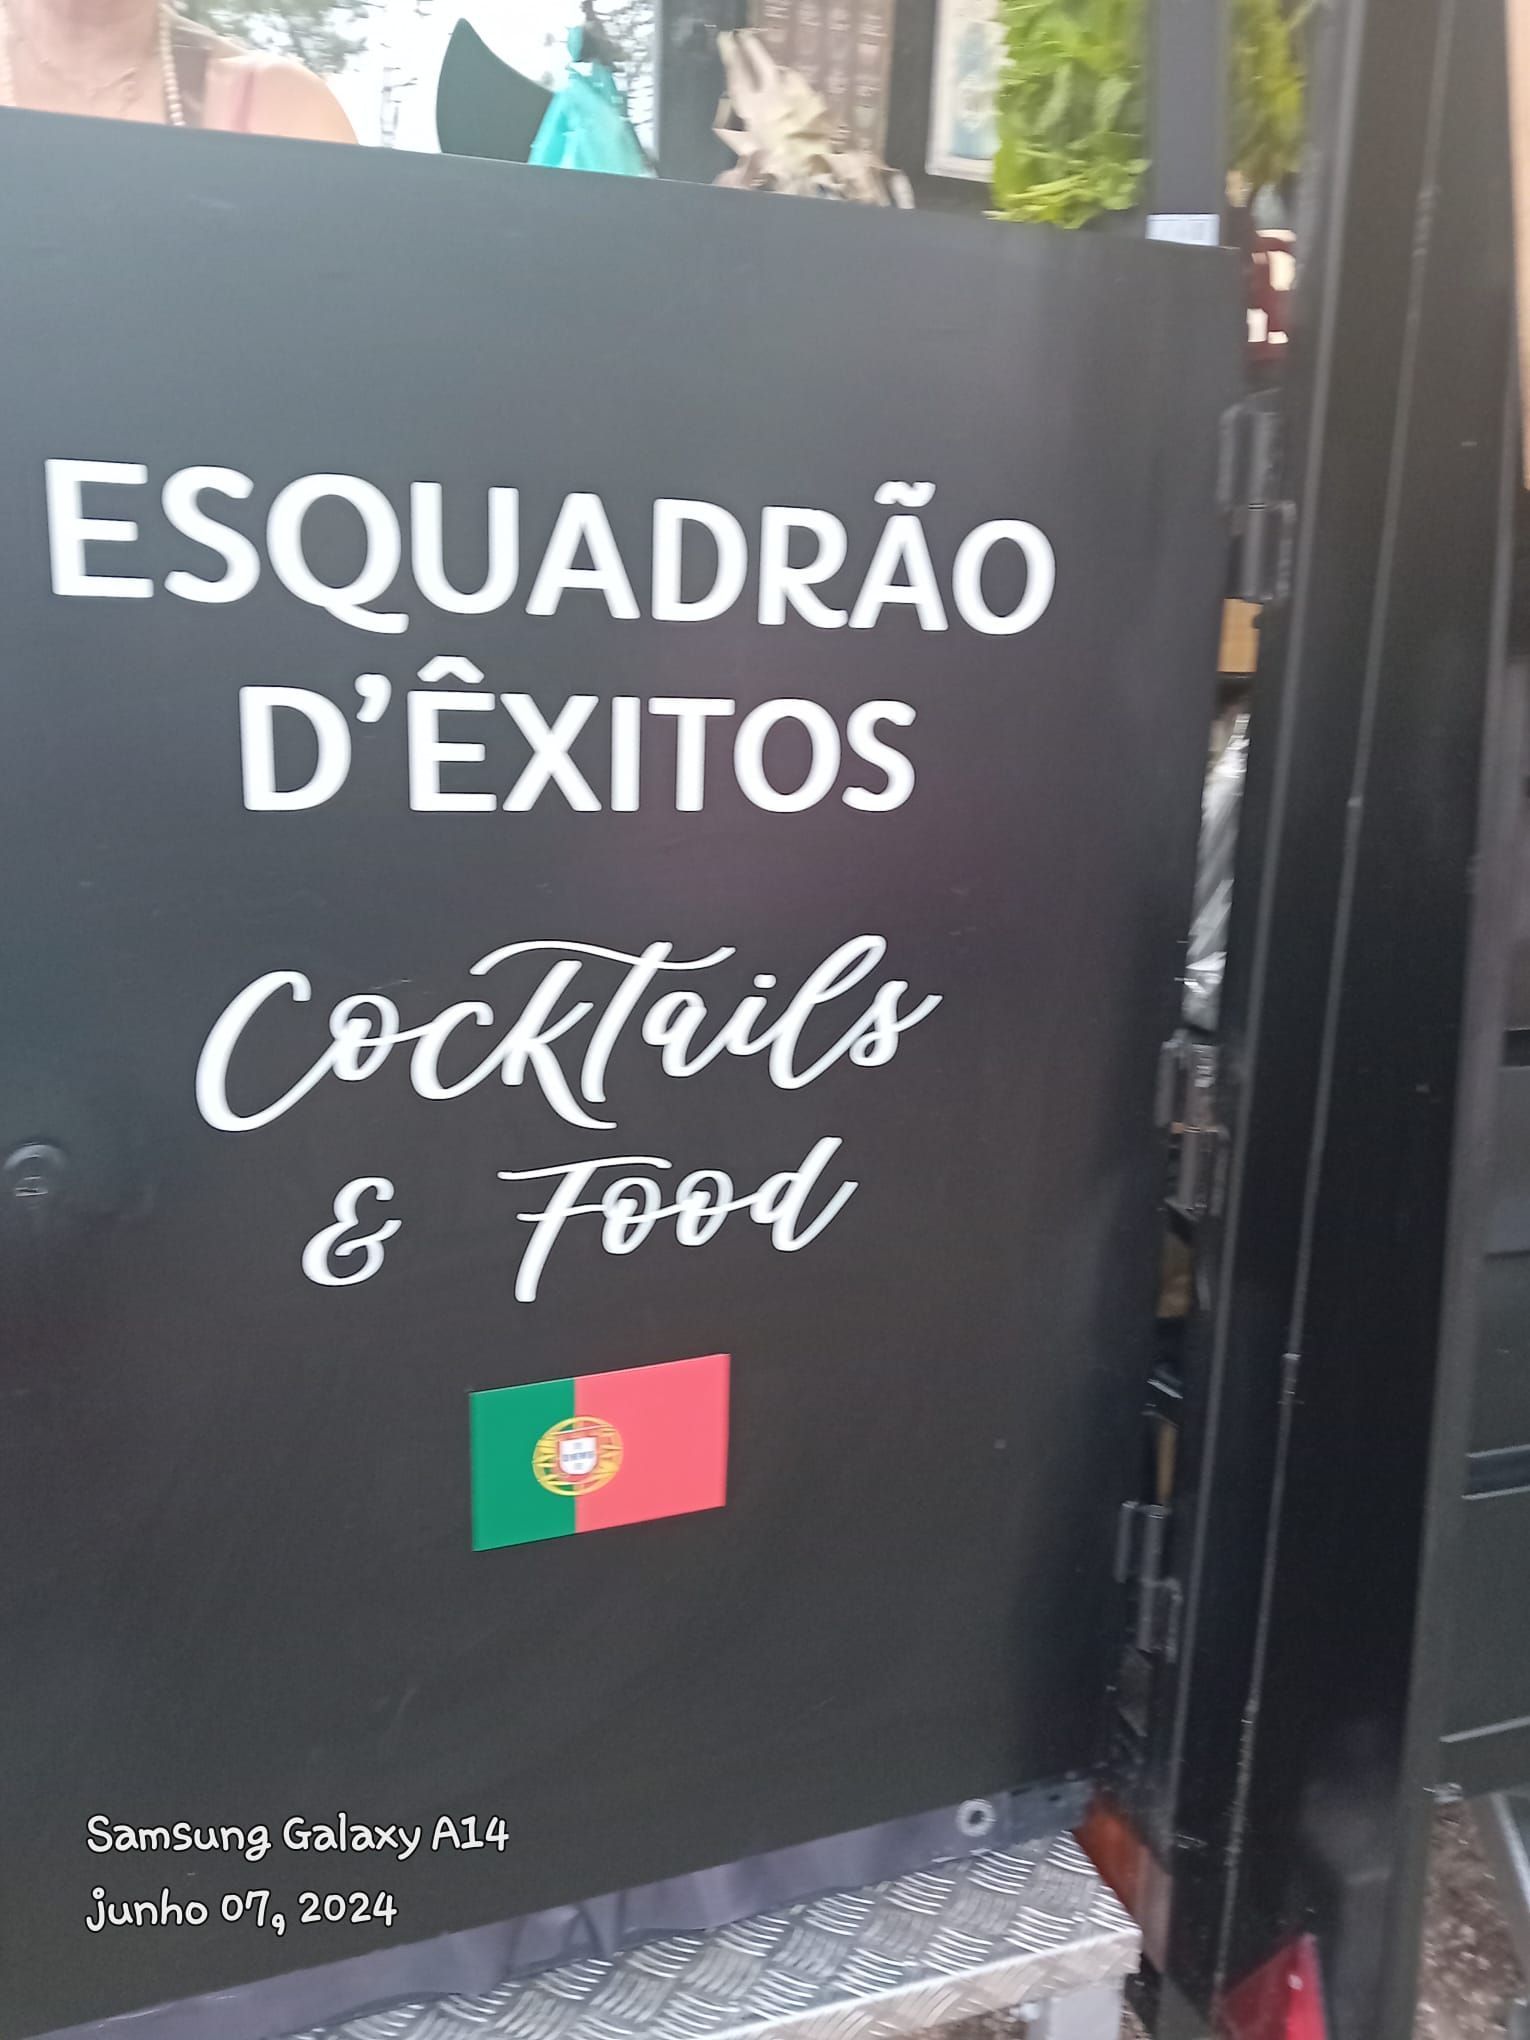 ESQUADRÃO
D'ÊXITOS
Cocktails
& Food
Samsung Galaxy A14
junho 07, 2024